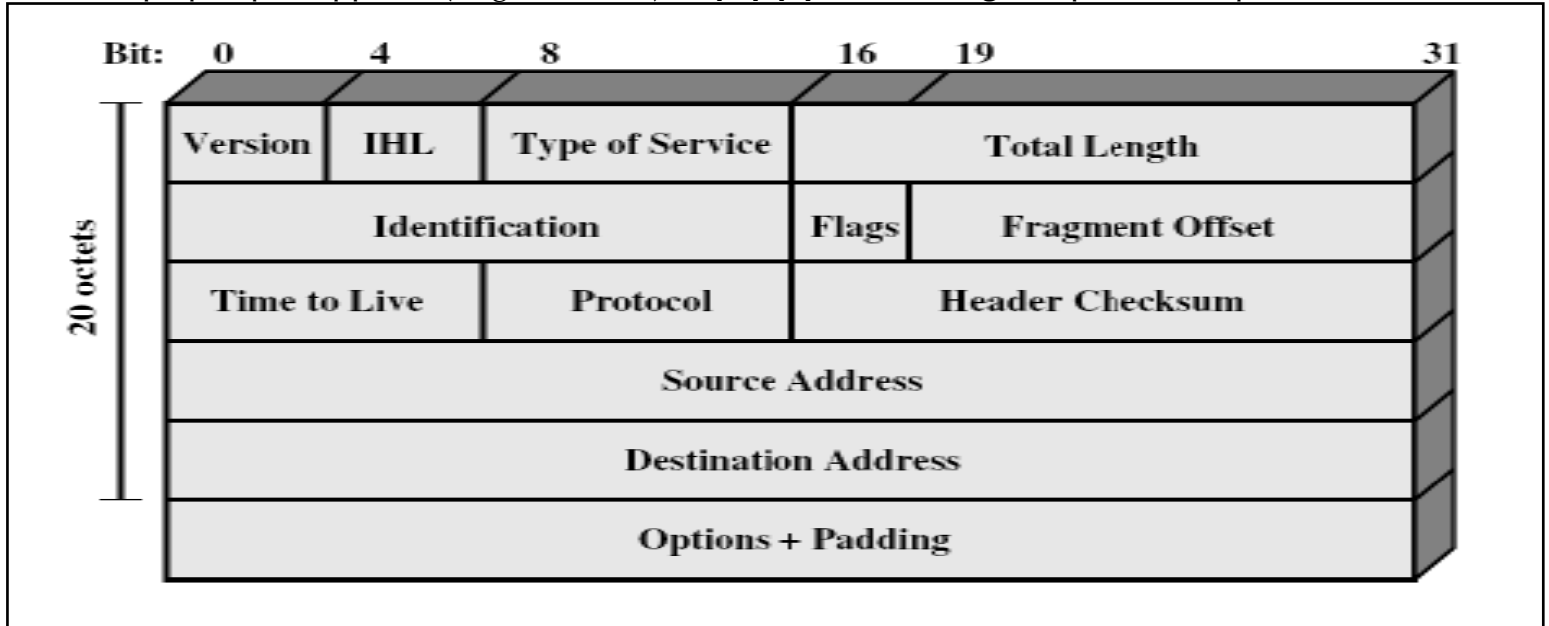 Bit: 0 4 8 16 19 31
Version IHL Type of Service Total Length
Identification Flags Fragment Offset
Time to Live Protocol Header Checksum
Source Address
Destination Address
Options + Padding
20 octets